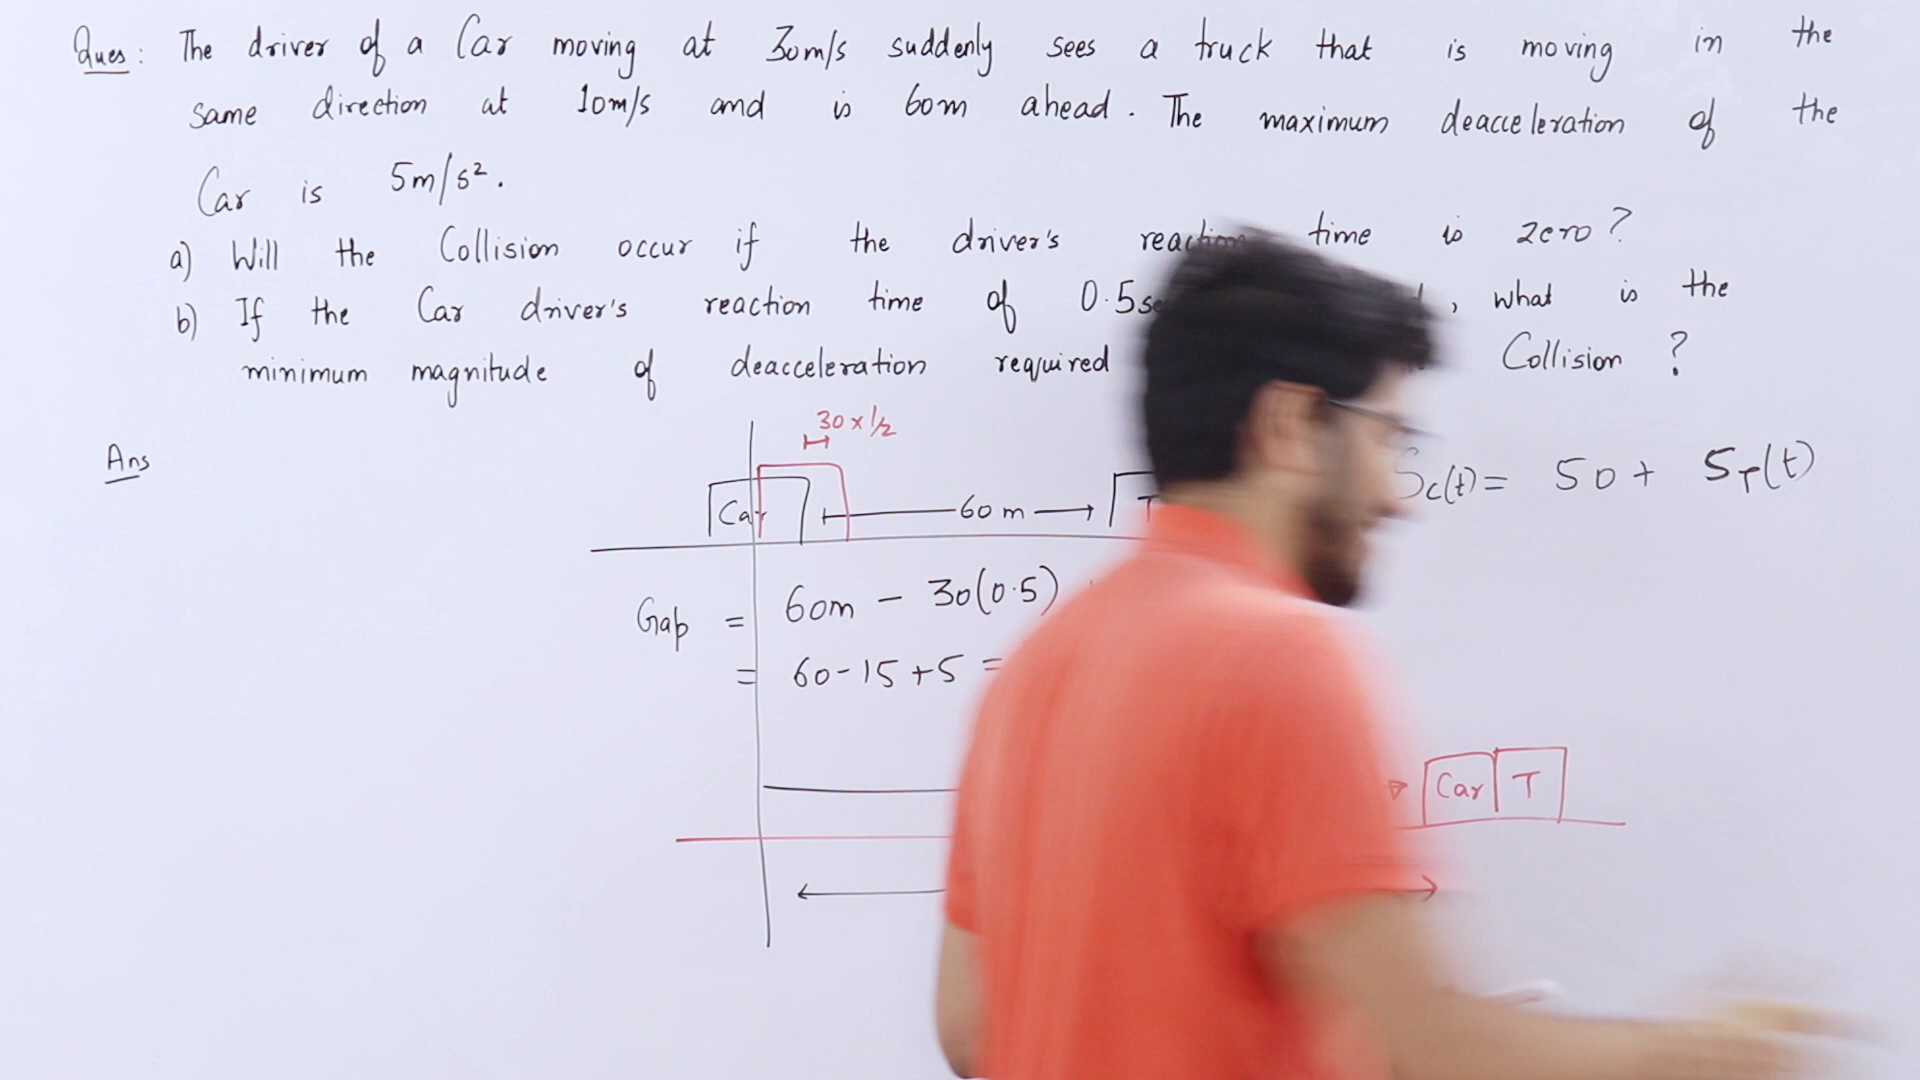 Ques: The driver of a Car moving at 30m/s suddenly sees a truck that is moving in the
same direction at 10m/s and is 60m ahead. The maximum deacceleration of the
Car is 5m/s².
a) Will the Collision occur if the driver's reaction time is zero?
b) If the Car driver's reaction time of 0.5 , what is the
minimum magnitude of deacceleration required Collision ?
Ans
30 x 1/2
Car 60 m T
Sc(t) = 50 + ST(t)
Gap = 60m - 30(0.5)
= 60-15+5 =
Car T